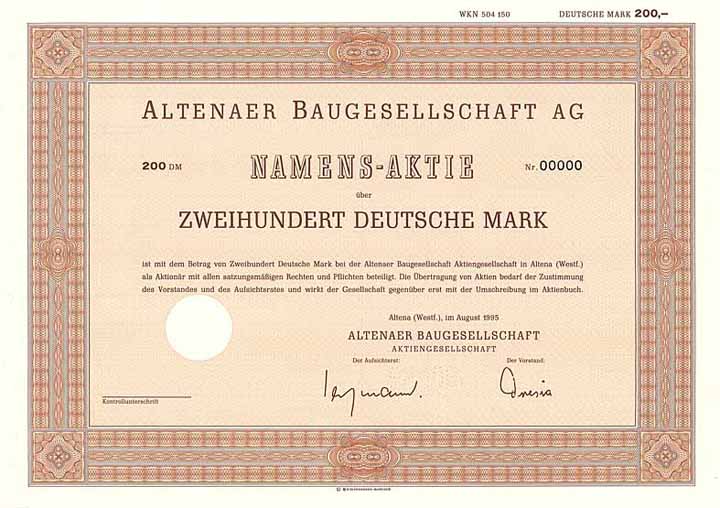 WKN 504 150 DEUTSCHE MARK 200,–
ALTENAER BAUGESELLSCHAFT AG
200 DM NAMENS-AKTIE Nr. 00000
über
ZWEIHUNDERT DEUTSCHE MARK
ist mit dem Betrag von Zweihundert Deutsche Mark bei der Altenaer Baugesellschaft Aktiengesellschaft in Altena (Westf.)
als Aktionär mit allen satzungsmäßigen Rechten und Pflichten beteiligt. Die Übertragung von Aktien bedarf der Zustimmung
des Vorstandes und des Aufsichtsrates und wirkt der Gesellschaft gegenüber erst mit der Umschreibung im Aktienbuch.
Altena (Westf.), im August 1995
ALTENAER BAUGESELLSCHAFT
AKTIENGESELLSCHAFT
Der Aufsichtsrat: Der Vorstand:
Kontrollunterschrift